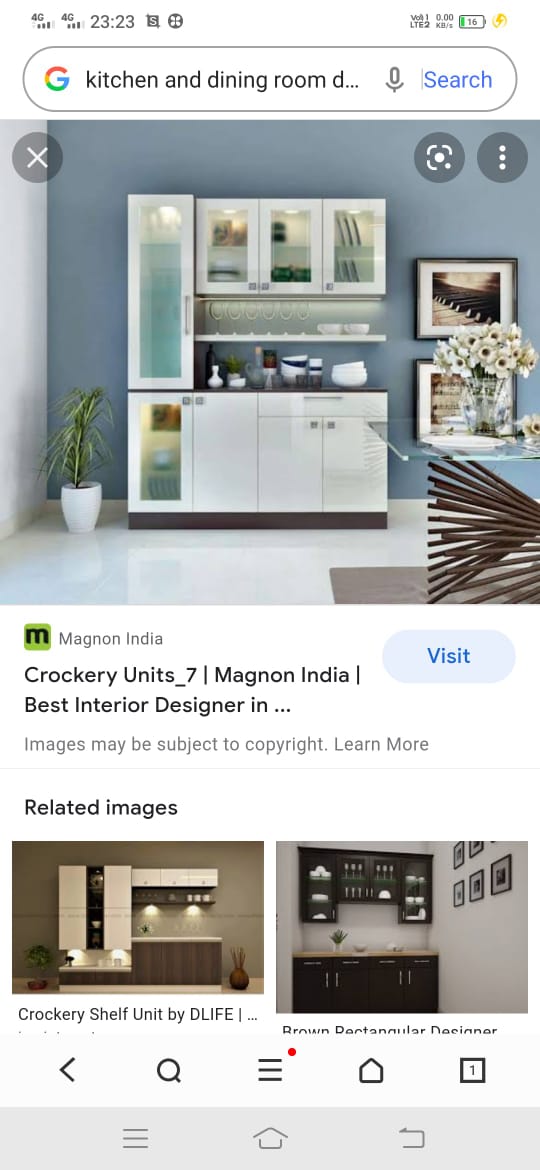 4G 4G 23:23 Vo)) 1 LTE2 0.00 KB/s 16
kitchen and dining room d... Search
m Magnon India
Crockery Units_7 | Magnon India |
Best Interior Designer in ...
Visit
Images may be subject to copyright. Learn More
Related images
Crockery Shelf Unit by DLIFE | ...
Brown Rectangular Designer
1